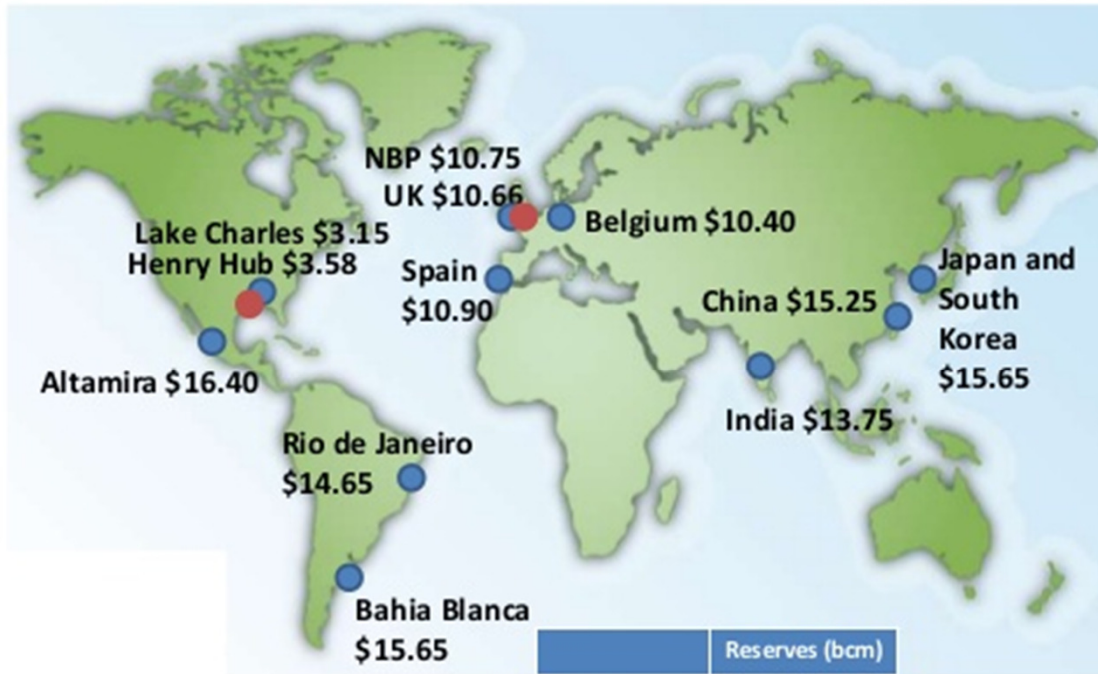 NBP $10.75
UK $10.66
Lake Charles $3.15
Henry Hub $3.58
Belgium $10.40
Spain
$10.90
Japan and
South
Korea
$15.65
China $15.25
Altamira $16.40
India $13.75
Rio de Janeiro
$14.65
Bahia Blanca
$15.65
Reserves (bcm)